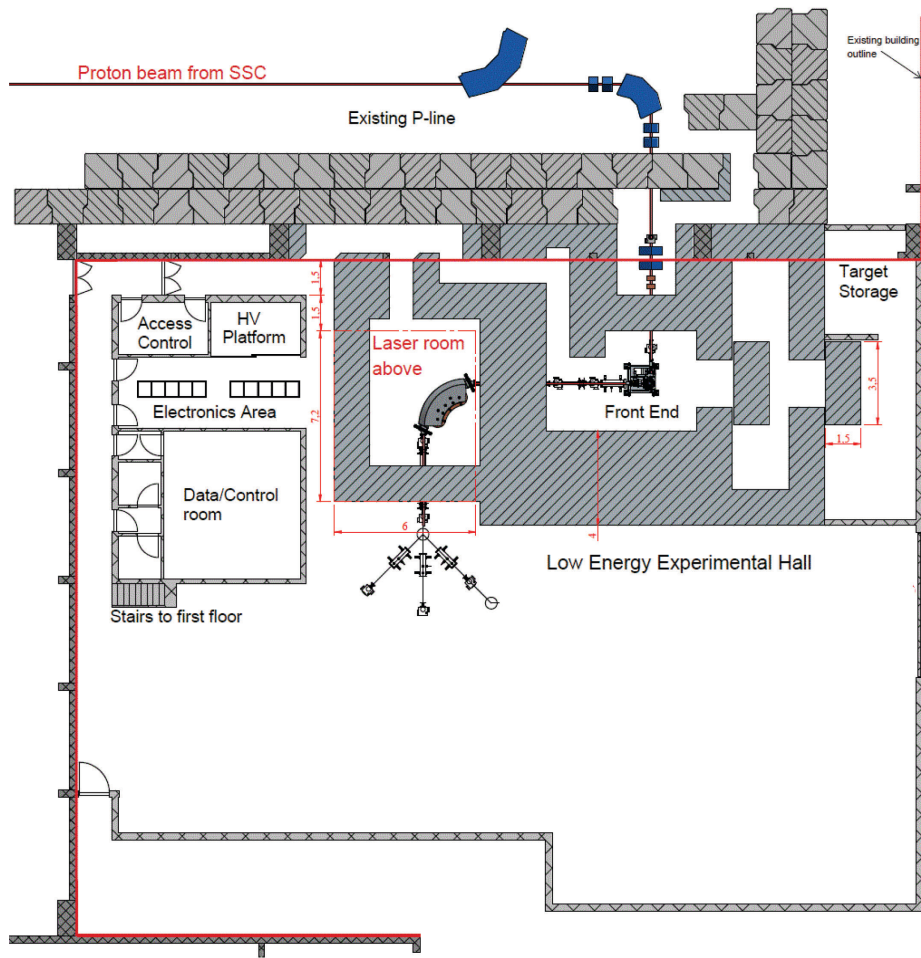 Existing building
outline
Proton beam from SSC
Existing P-line
Target
Storage
1,5
1,5
Access
Control
HV
Platform
Laser room
above
3,5
Electronics Area
Front End
7,2
1,5
Data/Control
room
6
4
Low Energy Experimental Hall
Stairs to first floor